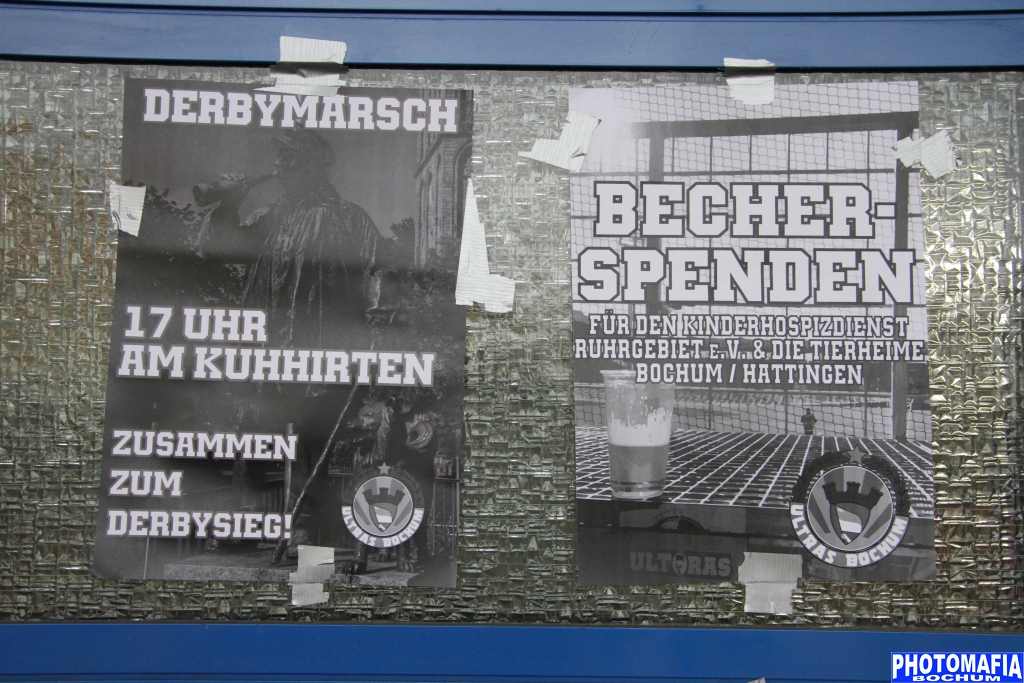 DERBYMARSCH
17 UHR
AM KUHHIRTEN
ZUSAMMEN
ZUM
DERBYSIEG!
ULTRAS BOCHUM
BECHER-
SPENDEN
FÜR DEN KINDERHOSPIZDIENST
RUHRGEBIET E.V. & DIE TIERHEIME
BOCHUM / HATTINGEN
ULTRAS
ULTRAS BOCHUM
PHOTOMAFIA
BOCHUM